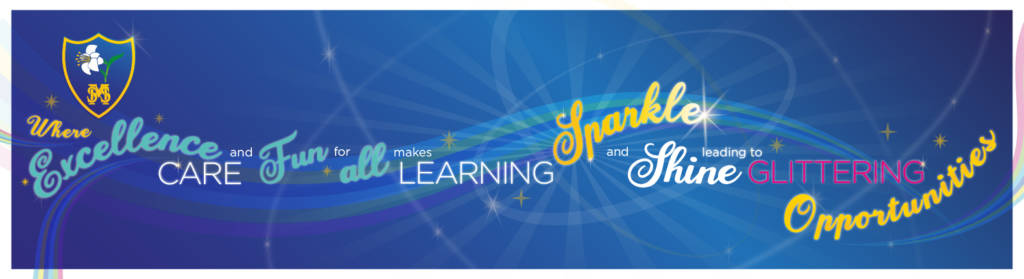 Where
Excellence and CARE Fun for all makes LEARNING Sparkle and Shine leading to GLITTERING Opportunities